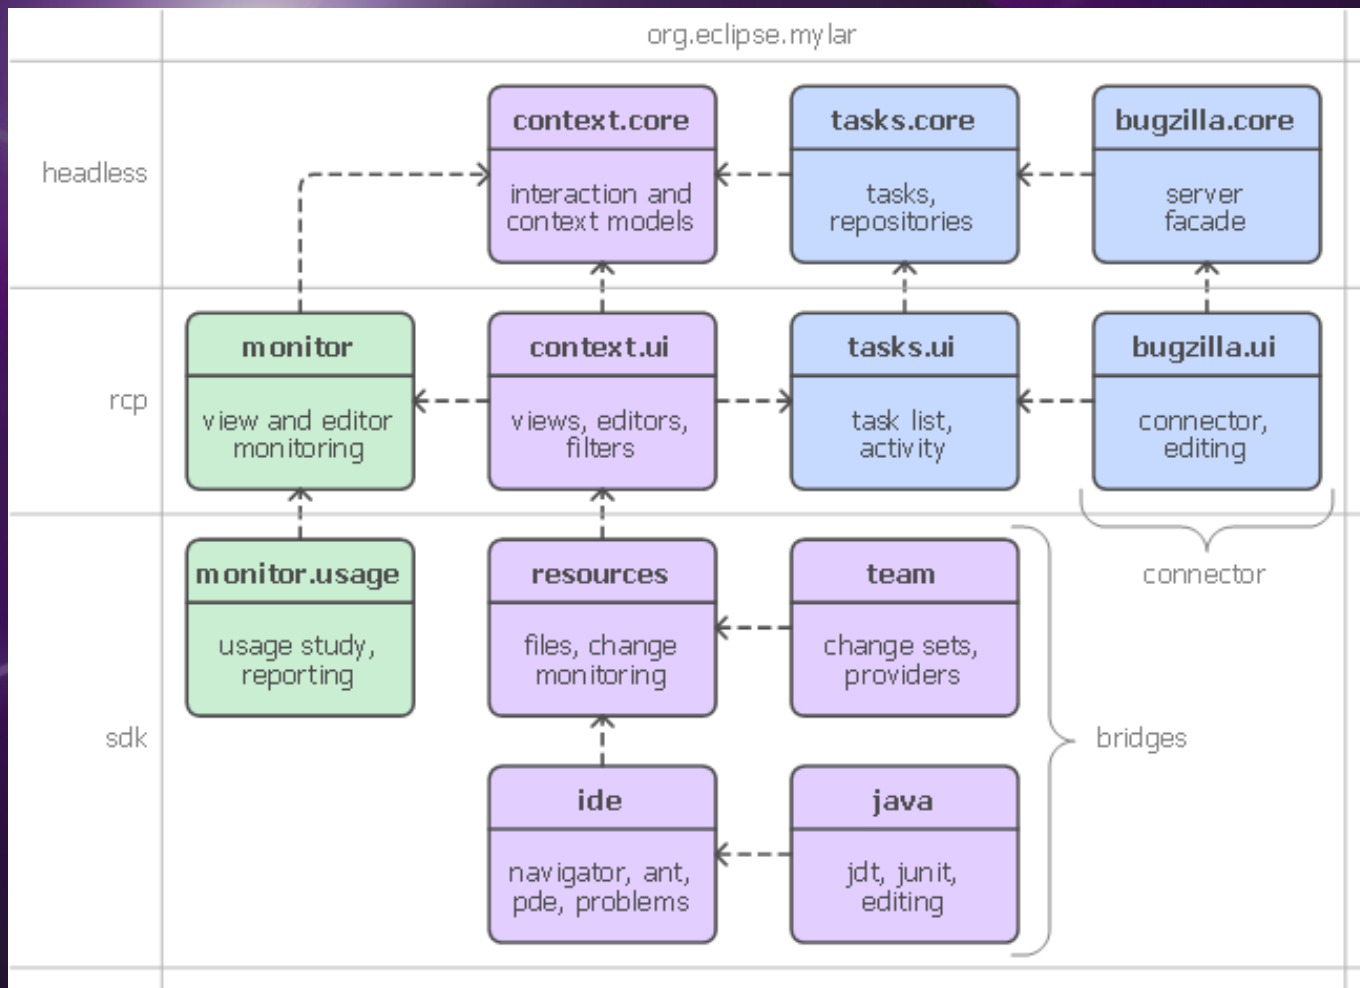 org.eclipse.mylar
headless
context.core
interaction and
context models
tasks.core
tasks,
repositories
bugzilla.core
server
facade
rcp
monitor
view and editor
monitoring
context.ui
views, editors,
filters
tasks.ui
task list,
activity
bugzilla.ui
connector,
editing
connector
sdk
monitor.usage
usage study,
reporting
resources
files, change
monitoring
team
change sets,
providers
bridges
ide
navigator, ant,
pde, problems
java
jdt, junit,
editing